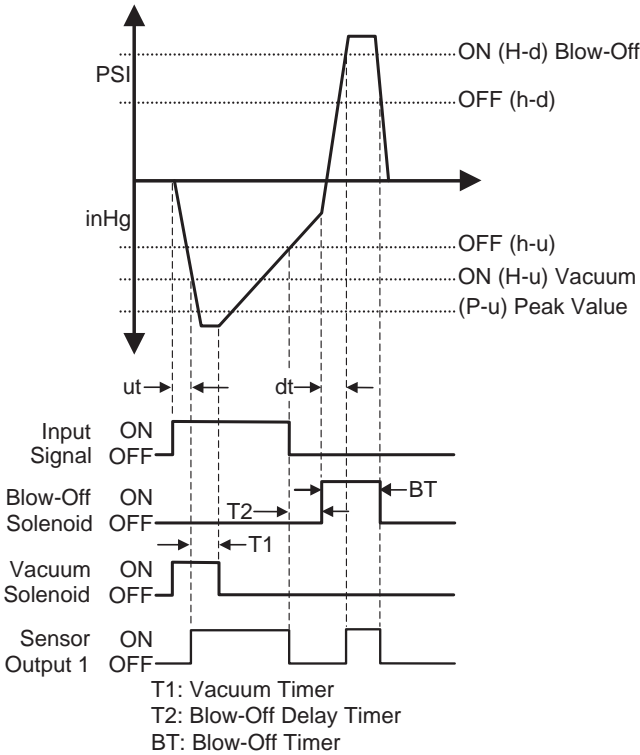 PSI
ON (H-d) Blow-Off
OFF (h-d)
inHg
OFF (h-u)
ON (H-u) Vacuum
(P-u) Peak Value
ut
dt
Input ON
Signal OFF
Blow-Off ON
Solenoid OFF
BT
T2
T1
Vacuum ON
Solenoid OFF
Sensor ON
Output 1 OFF
T1: Vacuum Timer
T2: Blow-Off Delay Timer
BT: Blow-Off Timer